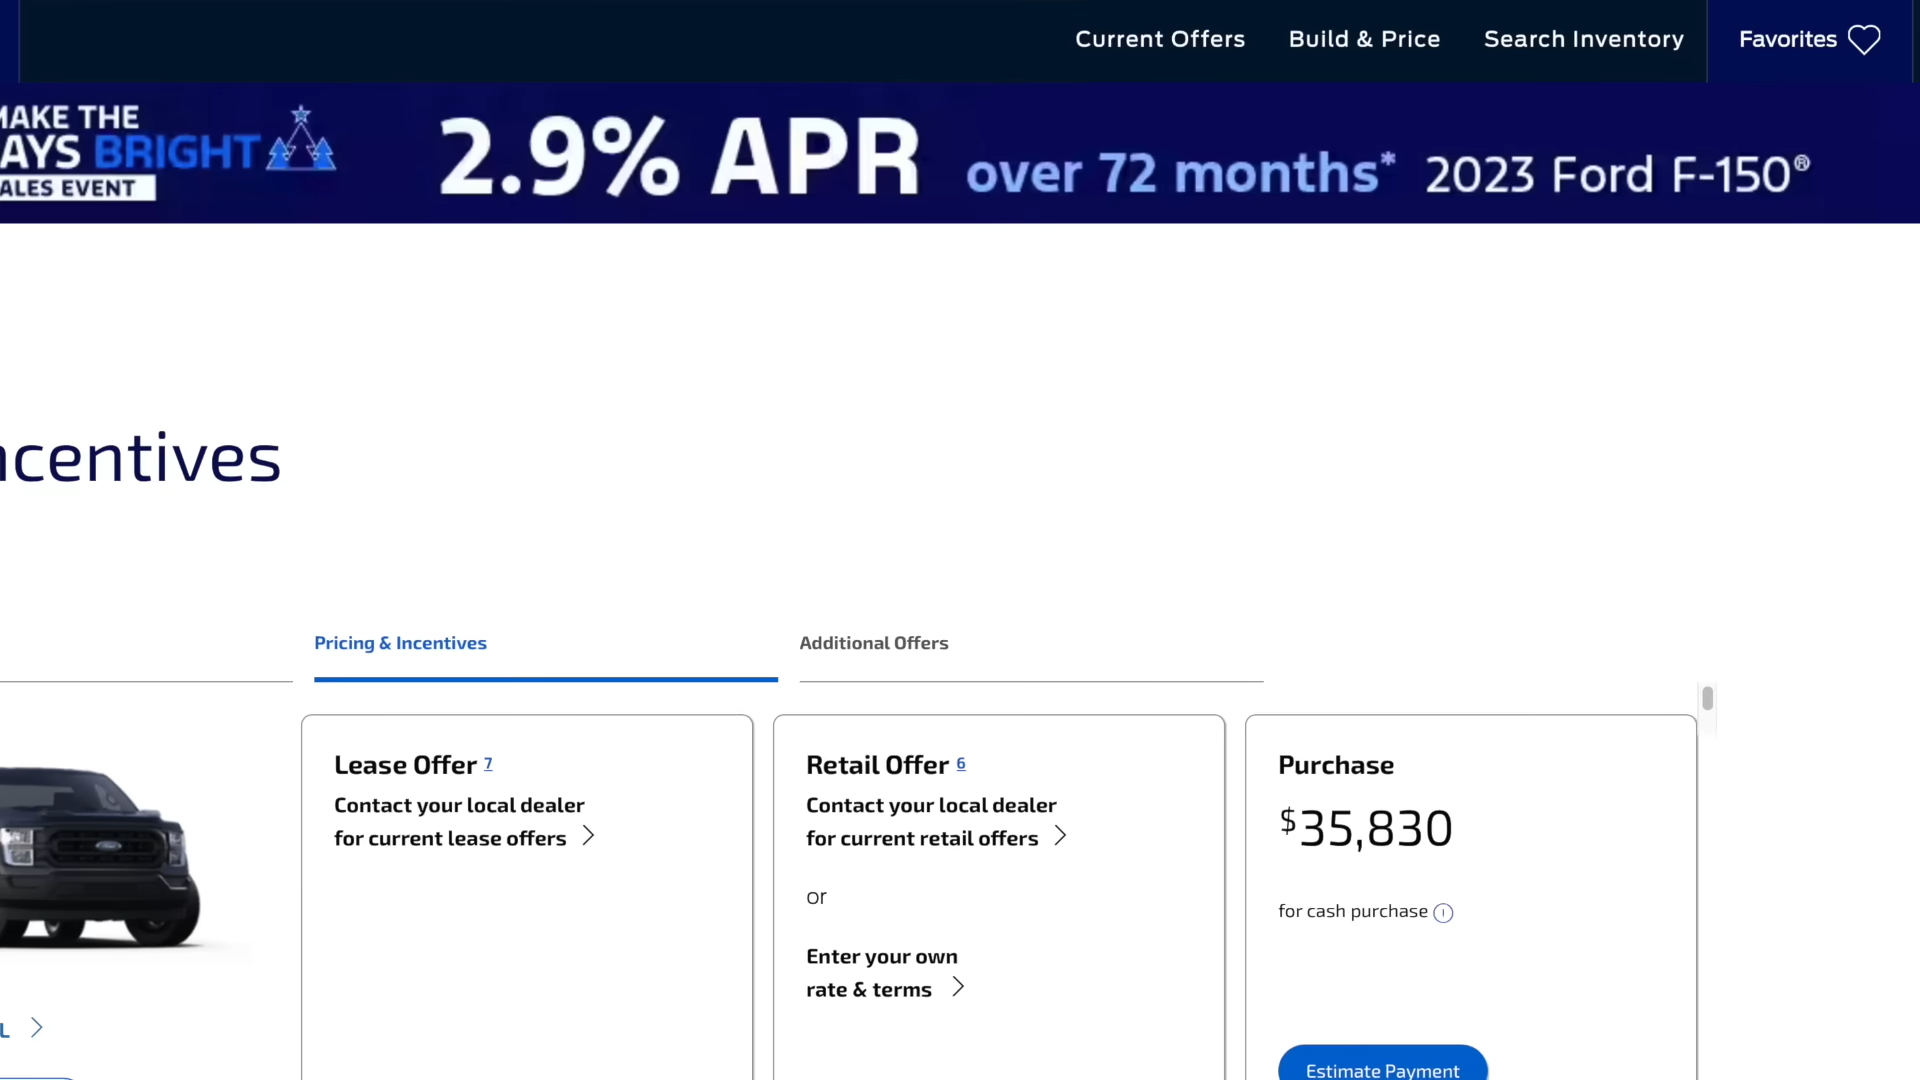 Current Offers Build & Price Search Inventory Favorites
MAKE THE
AYS BRIGHT
ALES EVENT
2.9% APR over 72 months* 2023 Ford F-150®
ncentives
Pricing & Incentives Additional Offers
Lease Offer 7
Contact your local dealer
for current lease offers
Retail Offer 6
Contact your local dealer
for current retail offers
or
Enter your own
rate & terms
Purchase
$35,830
for cash purchase
Estimate Payment
Ford
L